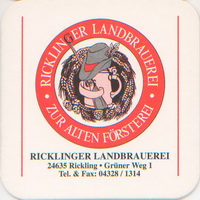 · RICKLINGER LANDBRAUEREI ·
ZUR ALTEN FÖRSTEREI
RICKLINGER LANDBRAUEREI
24635 Rickling · Grüner Weg 1
Tel. & Fax: 04328 / 1314